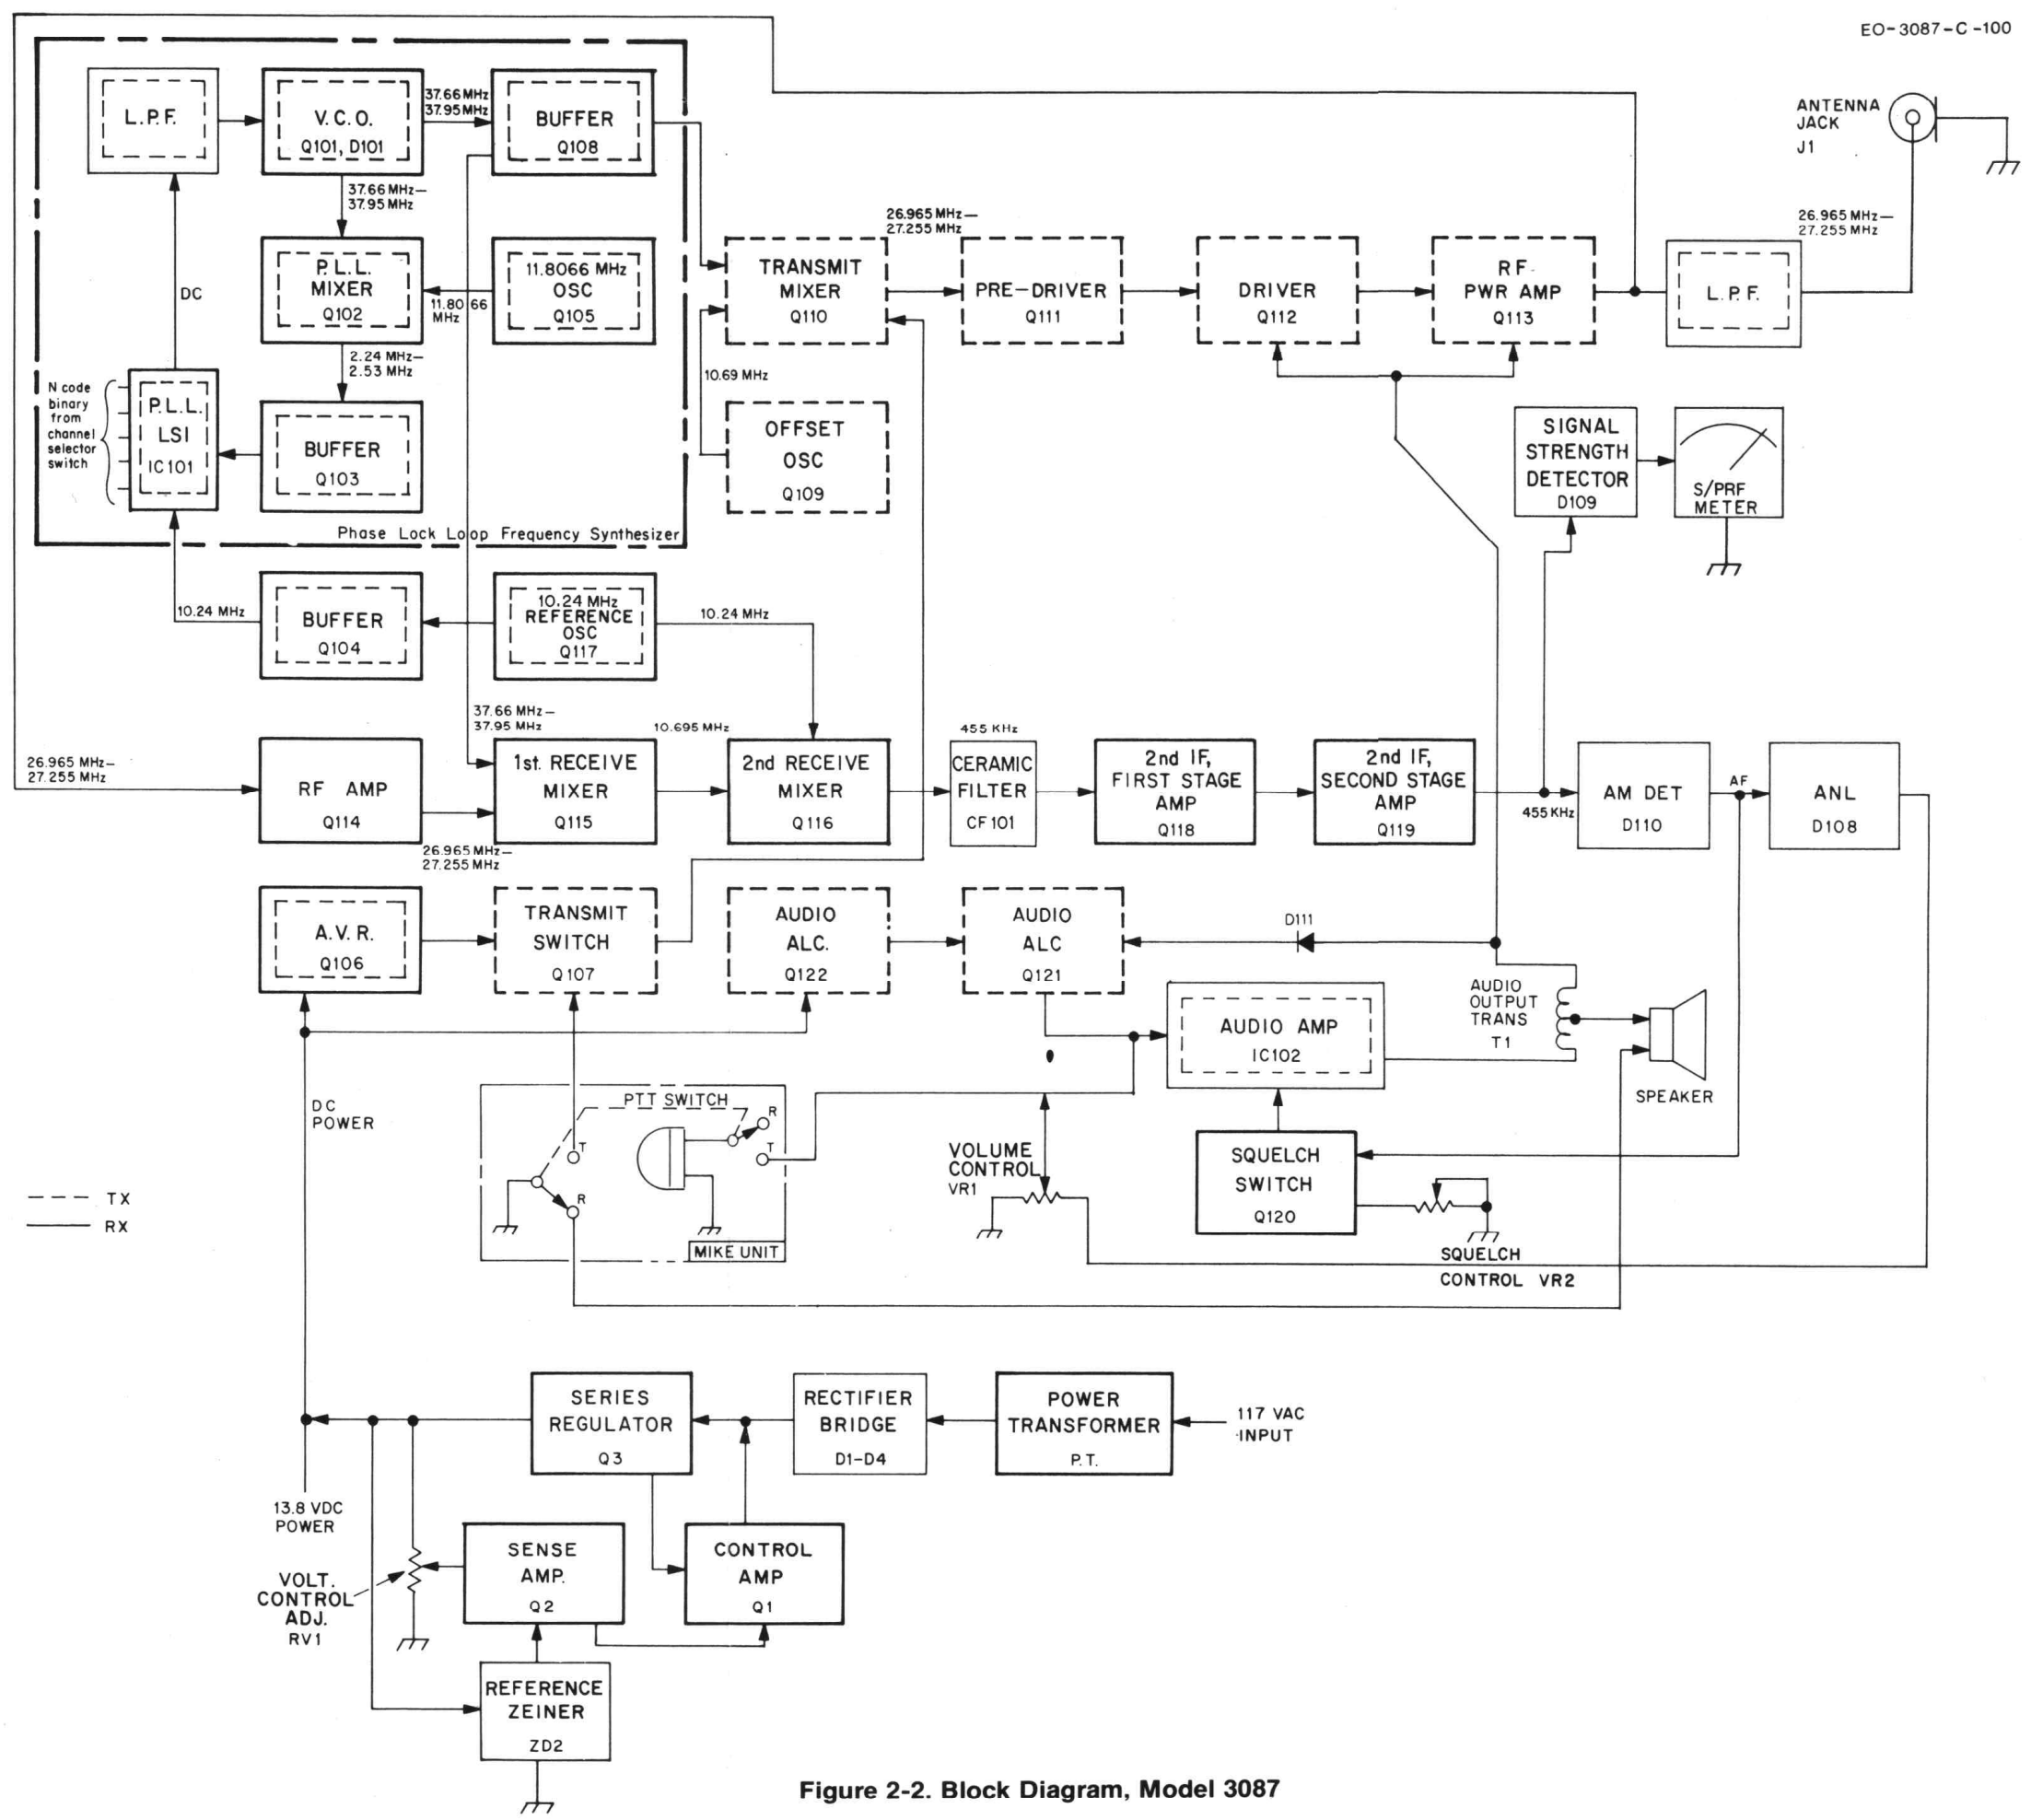 EO-3087-C-100
L.P.F.
V.C.O.
Q101, D101
37.66 MHz
37.95 MHz
BUFFER
Q108
ANTENNA
JACK
J1
37.66 MHz—
37.95 MHz
P.L.L.
MIXER
Q102
11.8066 MHz
OSC
Q105
11.8066
MHz
DC
2.24 MHz—
2.53 MHz
N code
binary
from
channel
selector
switch
P.L.L.
LSI
IC101
BUFFER
Q103
Phase Lock Loop Frequency Synthesizer
TRANSMIT
MIXER
Q110
26.965 MHz—
27.255 MHz
PRE-DRIVER
Q111
DRIVER
Q112
RF
PWR AMP
Q113
L.P.F.
26.965 MHz—
27.255 MHz
10.69 MHz
OFFSET
OSC
Q109
SIGNAL
STRENGTH
DETECTOR
D109
S/PRF
METER
10.24 MHz
BUFFER
Q104
10.24 MHz
REFERENCE
OSC
Q117
10.24 MHz
26.965 MHz—
27.255 MHz
RF AMP
Q114
37.66 MHz—
37.95 MHz
1st. RECEIVE
MIXER
Q115
10.695 MHz
2nd RECEIVE
MIXER
Q116
455 KHz
CERAMIC
FILTER
CF101
2nd IF,
FIRST STAGE
AMP
Q118
2nd IF,
SECOND STAGE
AMP
Q119
455 KHz
AM DET
D110
AF
ANL
D108
26.965 MHz—
27.255 MHz
A.V.R.
Q106
TRANSMIT
SWITCH
Q107
AUDIO
ALC.
Q122
AUDIO
ALC
Q121
D111
AUDIO AMP
IC102
AUDIO
OUTPUT
TRANS
T1
SPEAKER
DC
POWER
PTT SWITCH
T
R
R
T
MIKE UNIT
VOLUME
CONTROL
VR1
SQUELCH
SWITCH
Q120
SQUELCH
CONTROL VR2
TX
RX
SERIES
REGULATOR
Q3
RECTIFIER
BRIDGE
D1-D4
POWER
TRANSFORMER
P.T.
117 VAC
INPUT
13.8 VDC
POWER
VOLT.
CONTROL
ADJ.
RV1
SENSE
AMP.
Q2
CONTROL
AMP
Q1
REFERENCE
ZEINER
ZD2
Figure 2-2. Block Diagram, Model 3087